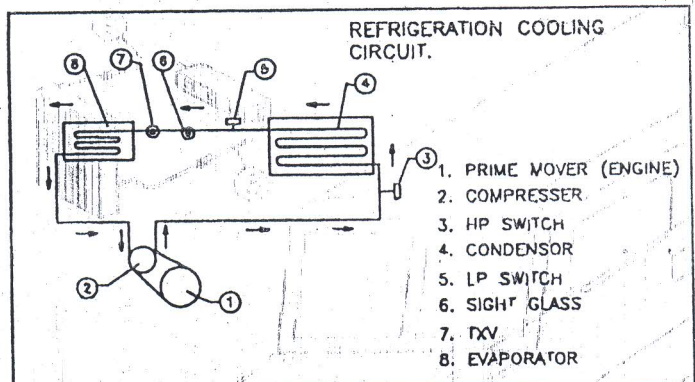 REFRIGERATION COOLING
CIRCUIT.
8
7
6
5
4
3
2
1
1. PRIME MOVER (ENGINE)
2. COMPRESSER
3. HP SWITCH
4. CONDENSOR
5. LP SWITCH
6. SIGHT GLASS
7. TXV
8. EVAPORATOR